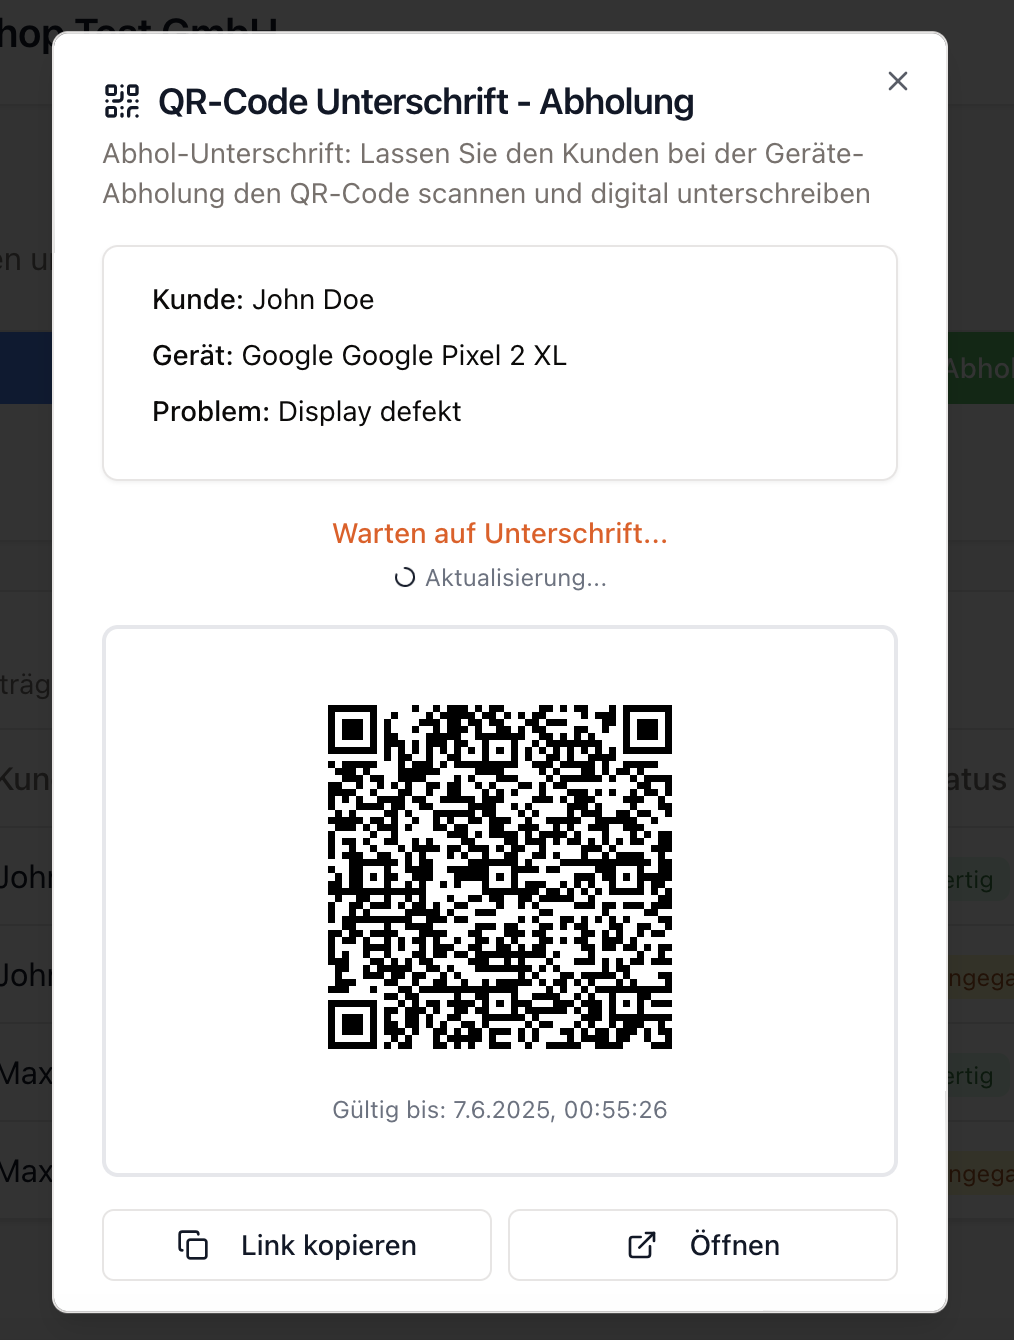 hop Test GmbH
QR-Code Unterschrift - Abholung
Abhol-Unterschrift: Lassen Sie den Kunden bei der Geräte-
Abholung den QR-Code scannen und digital unterschreiben
en u
Kunde: John Doe
Gerät: Google Google Pixel 2 XL
Abhol
Problem: Display defekt
Warten auf Unterschrift...
Aktualisierung...
träg
Kun
atus
John
ertig
John
ngega
Max
ertig
Gültig bis: 7.6.2025, 00:55:26
Max
ngega
Link kopieren
Öffnen